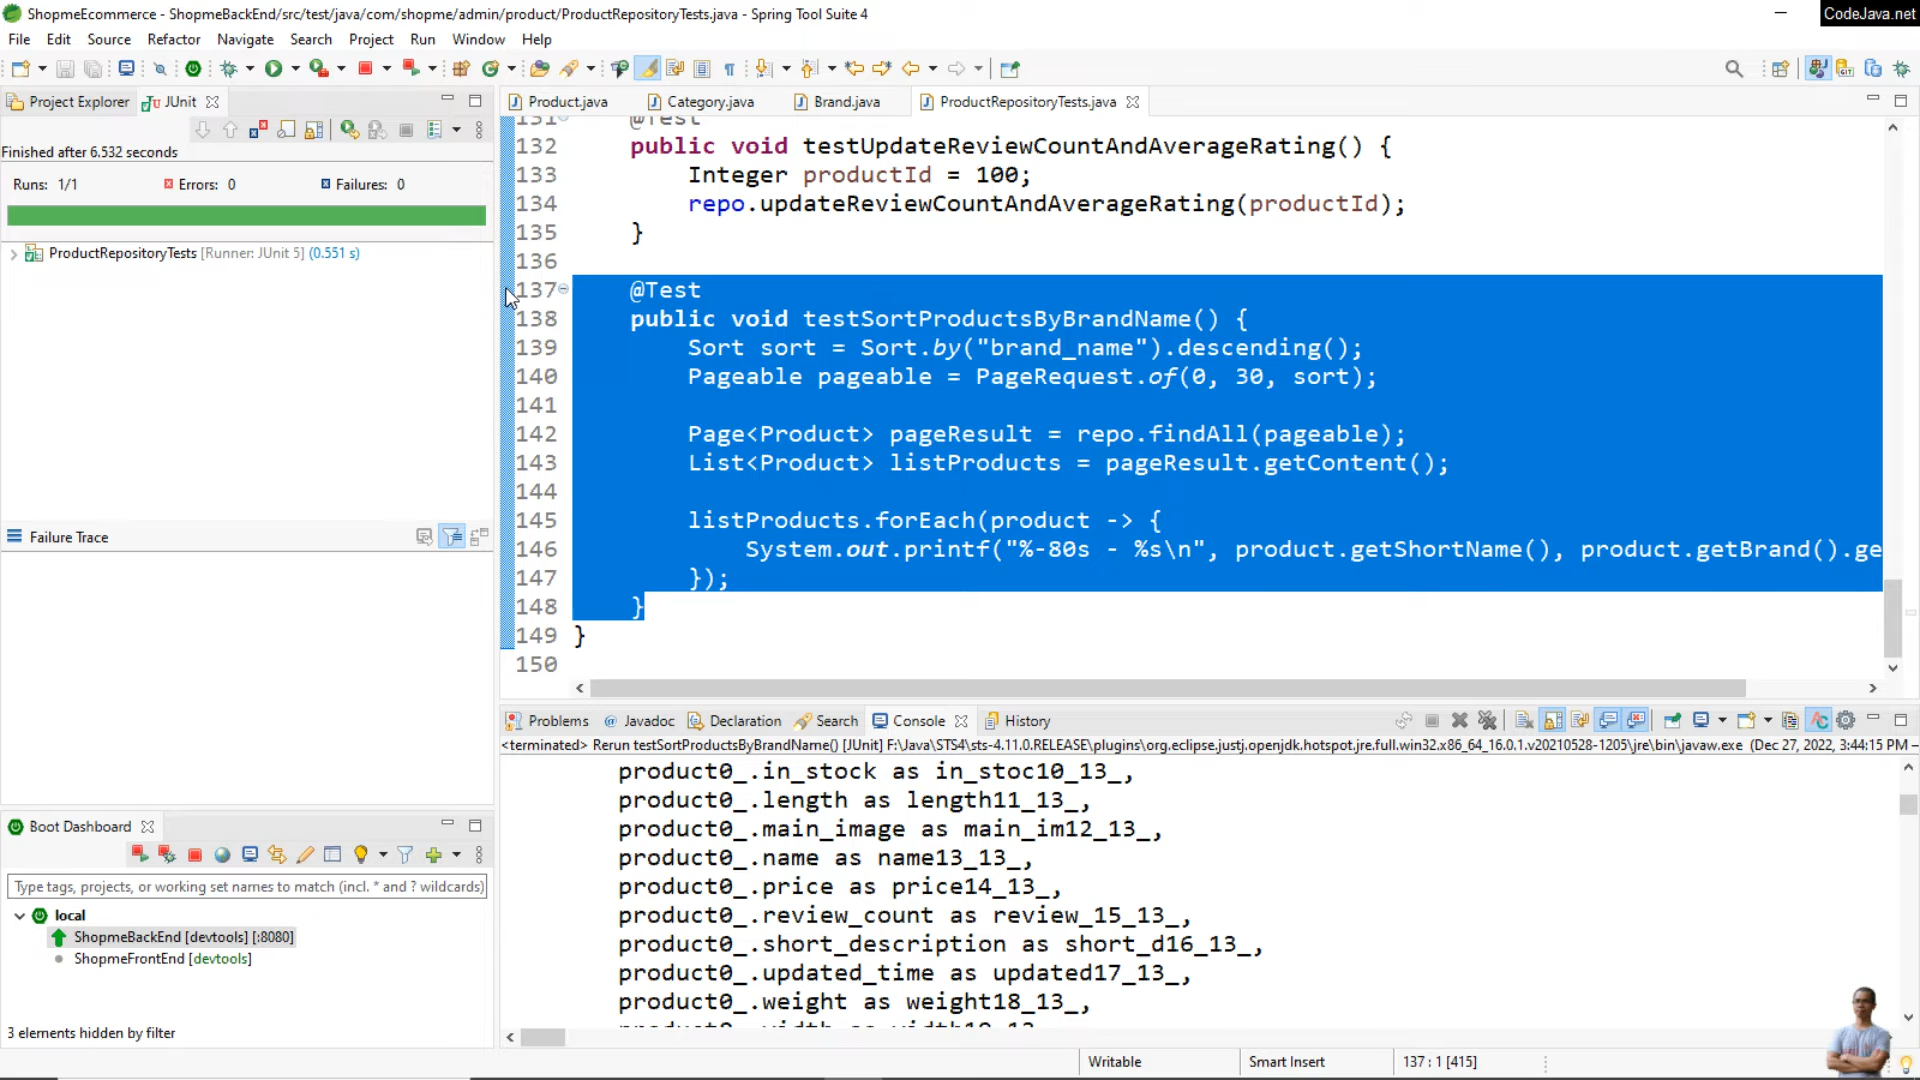 ShopmeEcommerce - ShopmeBackEnd/src/test/java/com/shopme/admin/product/ProductRepositoryTests.java - Spring Tool Suite 4
CodeJava.net
File Edit Source Refactor Navigate Search Project Run Window Help
Project Explorer JUnit
Finished after 6.532 seconds
Runs: 1/1 Errors: 0 Failures: 0
ProductRepositoryTests [Runner: JUnit 5] (0.551 s)
Failure Trace
Boot Dashboard
Type tags, projects, or working set names to match (incl. * and ? wildcards)
local
ShopmeBackEnd [devtools] [:8080]
ShopmeFrontEnd [devtools]
3 elements hidden by filter
Product.java Category.java Brand.java ProductRepositoryTests.java
131 @Test
132 public void testUpdateReviewCountAndAverageRating() {
133 Integer productId = 100;
134 repo.updateReviewCountAndAverageRating(productId);
135 }
136
137 @Test
138 public void testSortProductsByBrandName() {
139 Sort sort = Sort.by("brand_name").descending();
140 Pageable pageable = PageRequest.of(0, 30, sort);
141
142 Page<Product> pageResult = repo.findAll(pageable);
143 List<Product> listProducts = pageResult.getContent();
144
145 listProducts.forEach(product -> {
146 System.out.printf("%-80s - %s\n", product.getShortName(), product.getBrand().ge
147 });
148 }
149 }
150
Problems Javadoc Declaration Search Console History
<terminated> Rerun testSortProductsByBrandName() [JUnit] F:\Java\STS4\sts-4.11.0.RELEASE\plugins\org.eclipse.justj.openjdk.hotspot.jre.full.win32.x86_64_16.0.1.v20210528-1205\jre\bin\javaw.exe (Dec 27, 2022, 3:44:15 PM –
product0_.in_stock as in_stoc10_13_,
product0_.length as length11_13_,
product0_.main_image as main_im12_13_,
product0_.name as name13_13_,
product0_.price as price14_13_,
product0_.review_count as review_15_13_,
product0_.short_description as short_d16_13_,
product0_.updated_time as updated17_13_,
product0_.weight as weight18_13_,
Writable Smart Insert 137 : 1 [415]